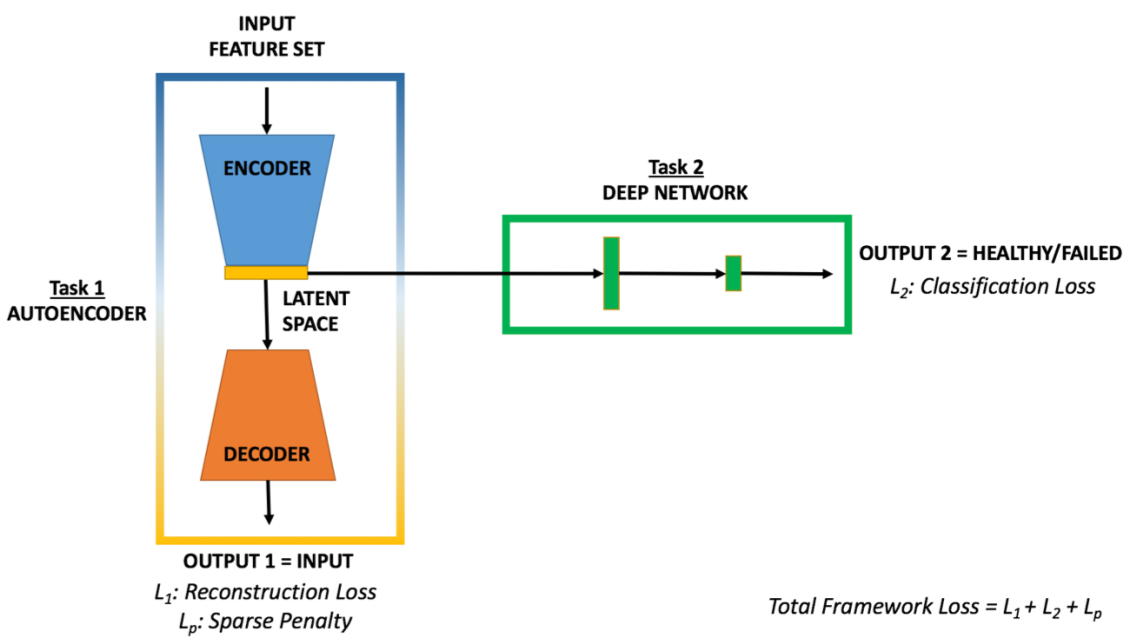 INPUT
FEATURE SET
ENCODER
Task 1
AUTOENCODER
LATENT
SPACE
DECODER
OUTPUT 1 = INPUT
L₁: Reconstruction Loss
Lₚ: Sparse Penalty
Task 2
DEEP NETWORK
OUTPUT 2 = HEALTHY/FAILED
L₂: Classification Loss
Total Framework Loss = L₁ + L₂ + Lₚ